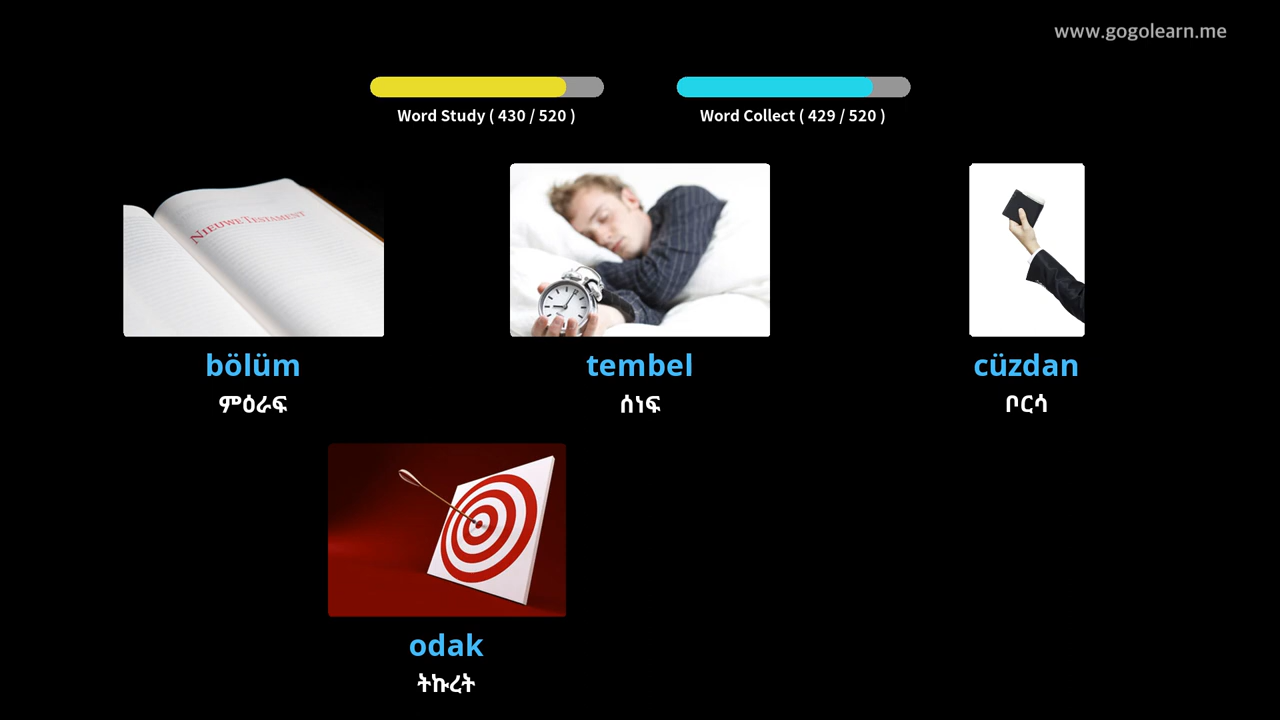 www.gogolearn.me
Word Study ( 430 / 520 )
Word Collect ( 429 / 520 )
NIEUWE TESTAMENT
bölüm
ምዕራፍ
tembel
ሰነፍ
cüzdan
ቦርሳ
odak
ትኩረት